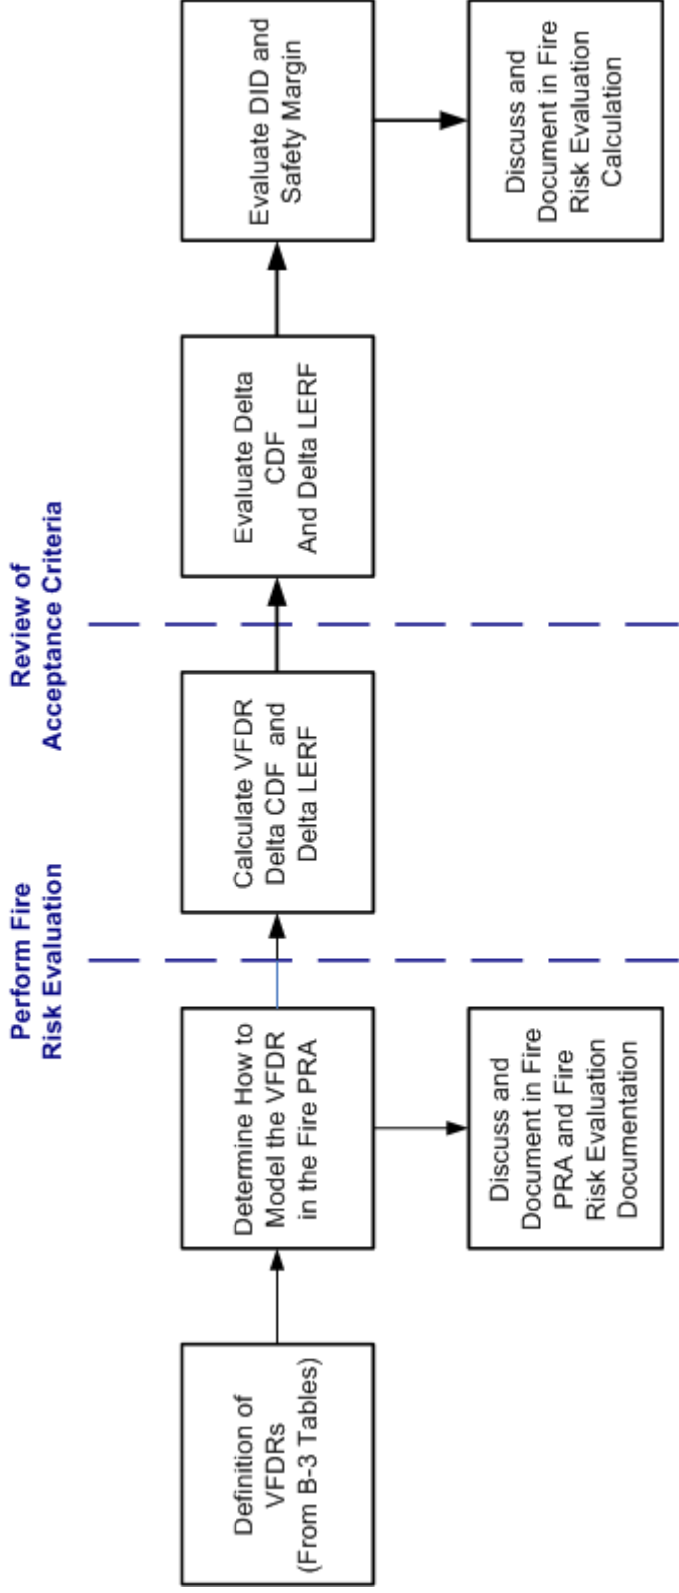 Perform Fire
Risk Evaluation
Review of
Acceptance Criteria
Definition of
VFDRs
(From B-3 Tables)
Determine How to
Model the VFDR
in the Fire PRA
Calculate VFDR
Delta CDF and
Delta LERF
Evaluate Delta
CDF
And Delta LERF
Evaluate DID and
Safety Margin
Discuss and
Document in Fire
PRA and Fire
Risk Evaluation
Documentation
Discuss and
Document in Fire
Risk Evaluation
Calculation